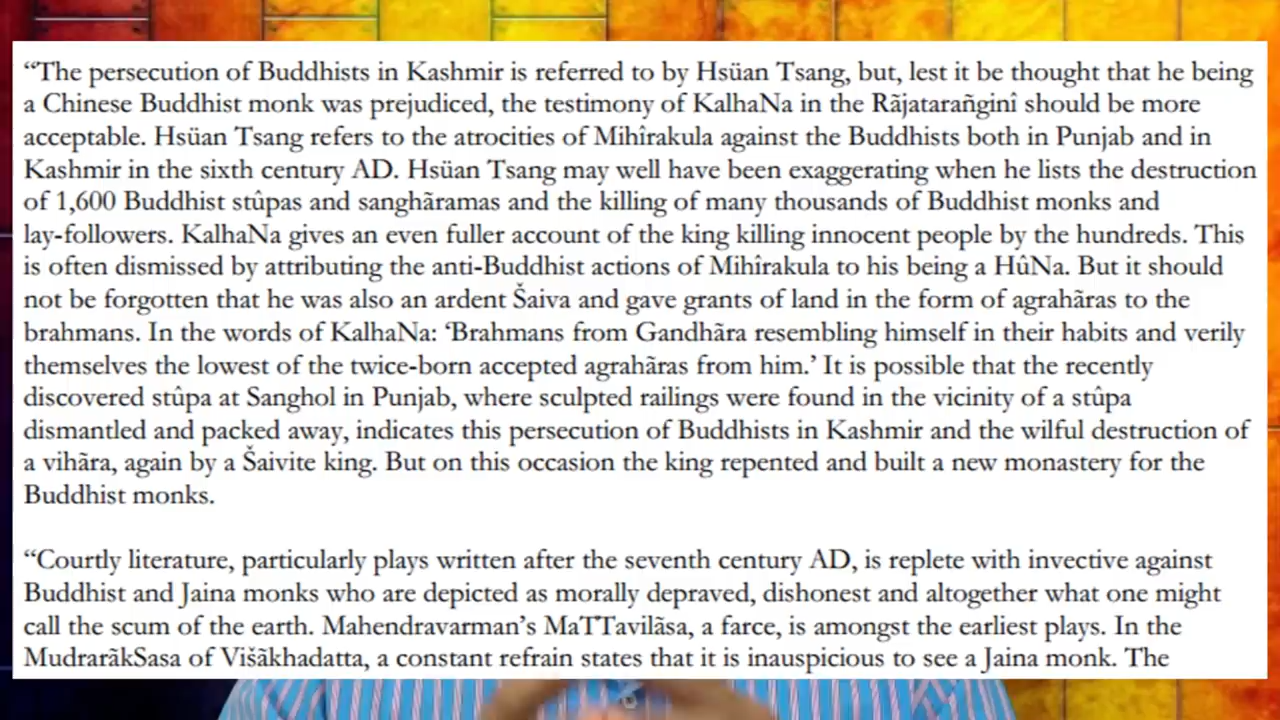 “The persecution of Buddhists in Kashmir is referred to by Hsüan Tsang, but, lest it be thought that he being
a Chinese Buddhist monk was prejudiced, the testimony of KalhaNa in the Rãjatarañginî should be more
acceptable. Hsüan Tsang refers to the atrocities of Mihîrakula against the Buddhists both in Punjab and in
Kashmir in the sixth century AD. Hsüan Tsang may well have been exaggerating when he lists the destruction
of 1,600 Buddhist stûpas and sanghãramas and the killing of many thousands of Buddhist monks and
lay-followers. KalhaNa gives an even fuller account of the king killing innocent people by the hundreds. This
is often dismissed by attributing the anti-Buddhist actions of Mihîrakula to his being a HûNa. But it should
not be forgotten that he was also an ardent Šaiva and gave grants of land in the form of agrahãras to the
brahmans. In the words of KalhaNa: ‘Brahmans from Gandhãra resembling himself in their habits and verily
themselves the lowest of the twice-born accepted agrahãras from him.’ It is possible that the recently
discovered stûpa at Sanghol in Punjab, where sculpted railings were found in the vicinity of a stûpa
dismantled and packed away, indicates this persecution of Buddhists in Kashmir and the wilful destruction of
a vihãra, again by a Šaivite king. But on this occasion the king repented and built a new monastery for the
Buddhist monks.
“Courtly literature, particularly plays written after the seventh century AD, is replete with invective against
Buddhist and Jaina monks who are depicted as morally depraved, dishonest and altogether what one might
call the scum of the earth. Mahendravarman’s MaTTavilãsa, a farce, is amongst the earliest plays. In the
MudrarãkSasa of Višãkhadatta, a constant refrain states that it is inauspicious to see a Jaina monk. The